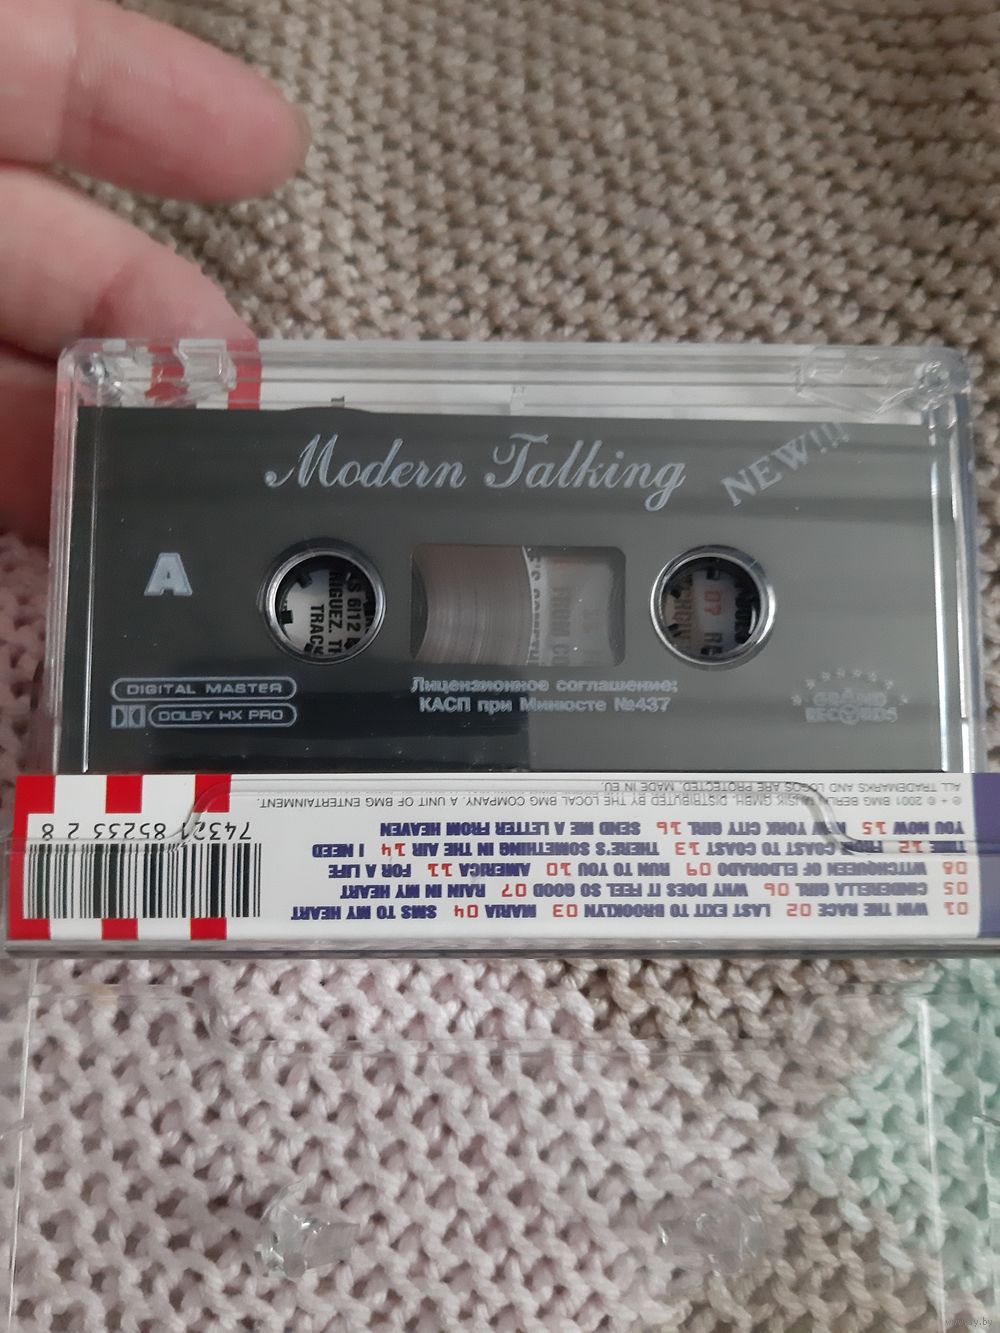 Modern Talking
NEW!!!!
A
DIGITAL MASTER
DOLBY HX PRO
Лицензионное соглашение:
КАСП при Минюсте №437
GRAND
RECORDS
07
TRAC
01 WIN THE RACE 02 LAST EXIT TO BROOKLYN 03 MARIA 04 SMS TO MY HEART
05 CINDERELLA GIRL 06 WHY DOES IT FEEL SO GOOD 07 RAIN IN MY HEART
08 WITCHQUEEN OF ELDORADO 09 RUN TO YOU 10 AMERICA 11 FOR A LIFE
TIME 12 FROM COAST TO COAST 13 THERE'S SOMETHING IN THE AIR 14 I NEED
YOU NOW 15 NEW YORK CITY GIRL 16 SEND ME A LETTER FROM HEAVEN
℗ + © 2001 BMG BERLIN MUSIK GMBH. DISTRIBUTED BY THE LOCAL BMG COMPANY. A UNIT OF BMG ENTERTAINMENT.
ALL TRADEMARKS AND LOGOS ARE PROTECTED. MADE IN EU.
74321 85233 2 8